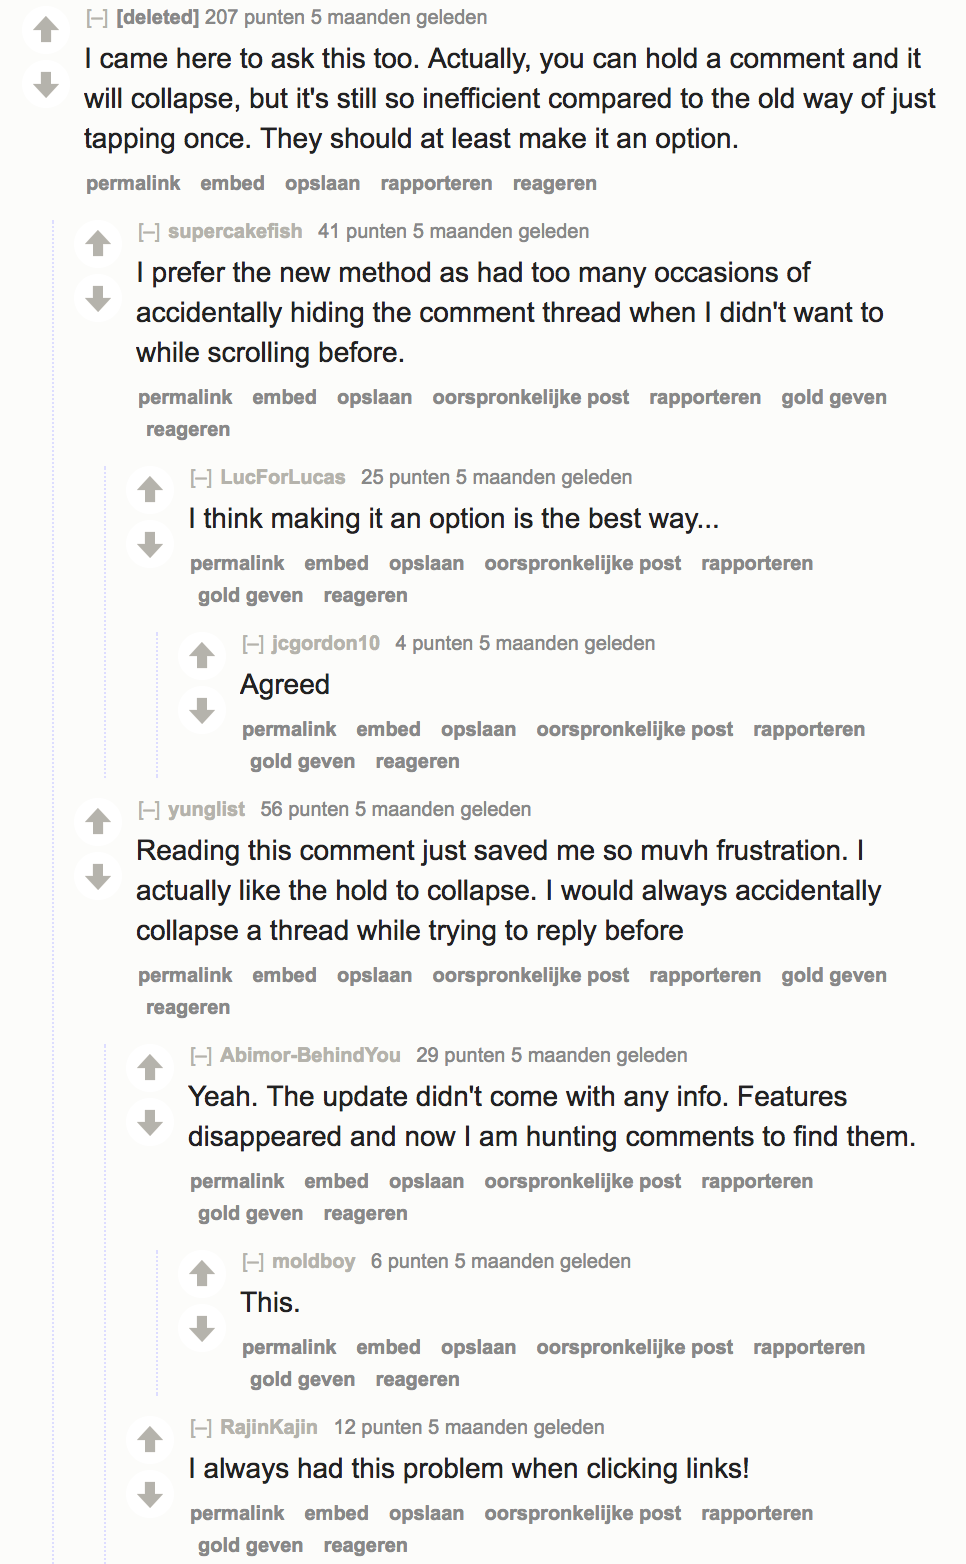 [–] [deleted] 207 punten 5 maanden geleden
I came here to ask this too. Actually, you can hold a comment and it
will collapse, but it's still so inefficient compared to the old way of just
tapping once. They should at least make it an option.
permalink embed opslaan rapporteren reageren
[–] supercakefish 41 punten 5 maanden geleden
I prefer the new method as had too many occasions of
accidentally hiding the comment thread when I didn't want to
while scrolling before.
permalink embed opslaan oorspronkelijke post rapporteren gold geven
reageren
[–] LucForLucas 25 punten 5 maanden geleden
I think making it an option is the best way...
permalink embed opslaan oorspronkelijke post rapporteren
gold geven reageren
[–] jcgordon10 4 punten 5 maanden geleden
Agreed
permalink embed opslaan oorspronkelijke post rapporteren
gold geven reageren
[–] yunglist 56 punten 5 maanden geleden
Reading this comment just saved me so muvh frustration. I
actually like the hold to collapse. I would always accidentally
collapse a thread while trying to reply before
permalink embed opslaan oorspronkelijke post rapporteren gold geven
reageren
[–] Abimor-BehindYou 29 punten 5 maanden geleden
Yeah. The update didn't come with any info. Features
disappeared and now I am hunting comments to find them.
permalink embed opslaan oorspronkelijke post rapporteren
gold geven reageren
[–] moldboy 6 punten 5 maanden geleden
This.
permalink embed opslaan oorspronkelijke post rapporteren
gold geven reageren
[–] RajinKajin 12 punten 5 maanden geleden
I always had this problem when clicking links!
permalink embed opslaan oorspronkelijke post rapporteren
gold geven reageren